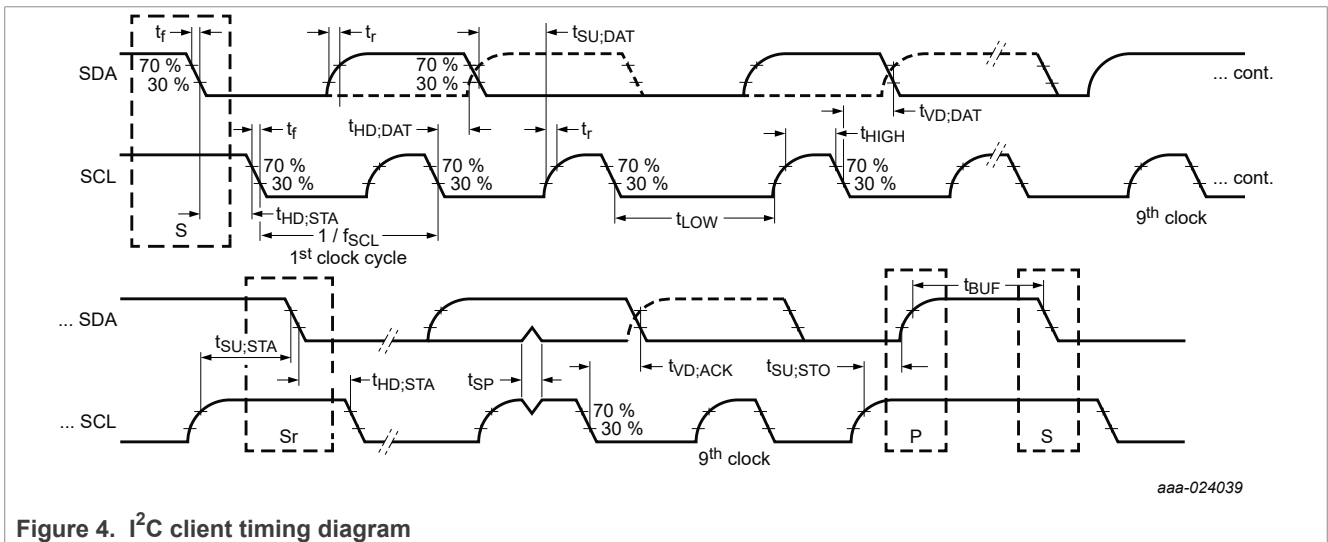 tf
tr
tSU;DAT
SDA
70 %
30 %
70 %
30 %
... cont.
tVD;DAT
tf
tHD;DAT
tr
tHIGH
SCL
70 %
30 %
70 %
30 %
70 %
30 %
70 %
30 %
... cont.
S
tHD;STA
1 / fSCL
1st clock cycle
tLOW
9th clock
... SDA
tBUF
tSU;STA
tHD;STA
tSP
tVD;ACK
tSU;STO
... SCL
70 %
30 %
Sr
9th clock
P
S
aaa-024039
Figure 4. I2C client timing diagram